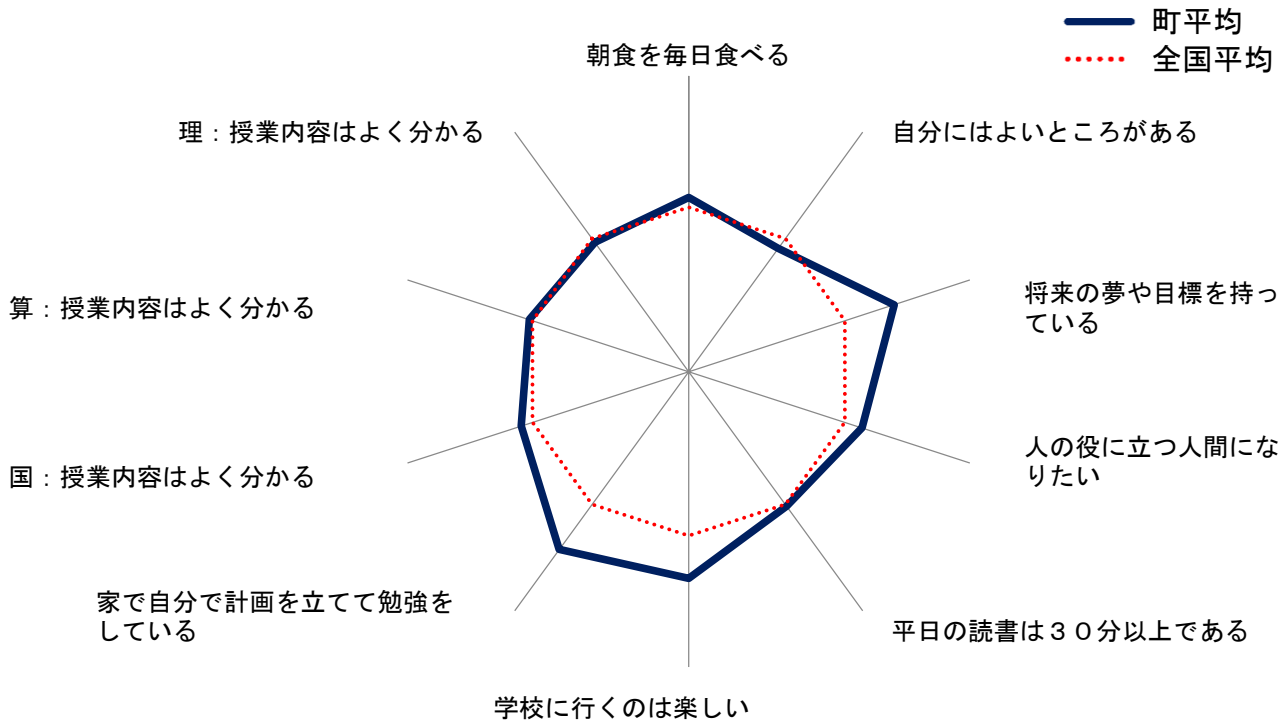 町平均
全国平均
朝食を毎日食べる
自分にはよいところがある
将来の夢や目標を持っ
ている
人の役に立つ人間にな
りたい
平日の読書は３０分以上である
学校に行くのは楽しい
家で自分で計画を立てて勉強を
している
国：授業内容はよく分かる
算：授業内容はよく分かる
理：授業内容はよく分かる